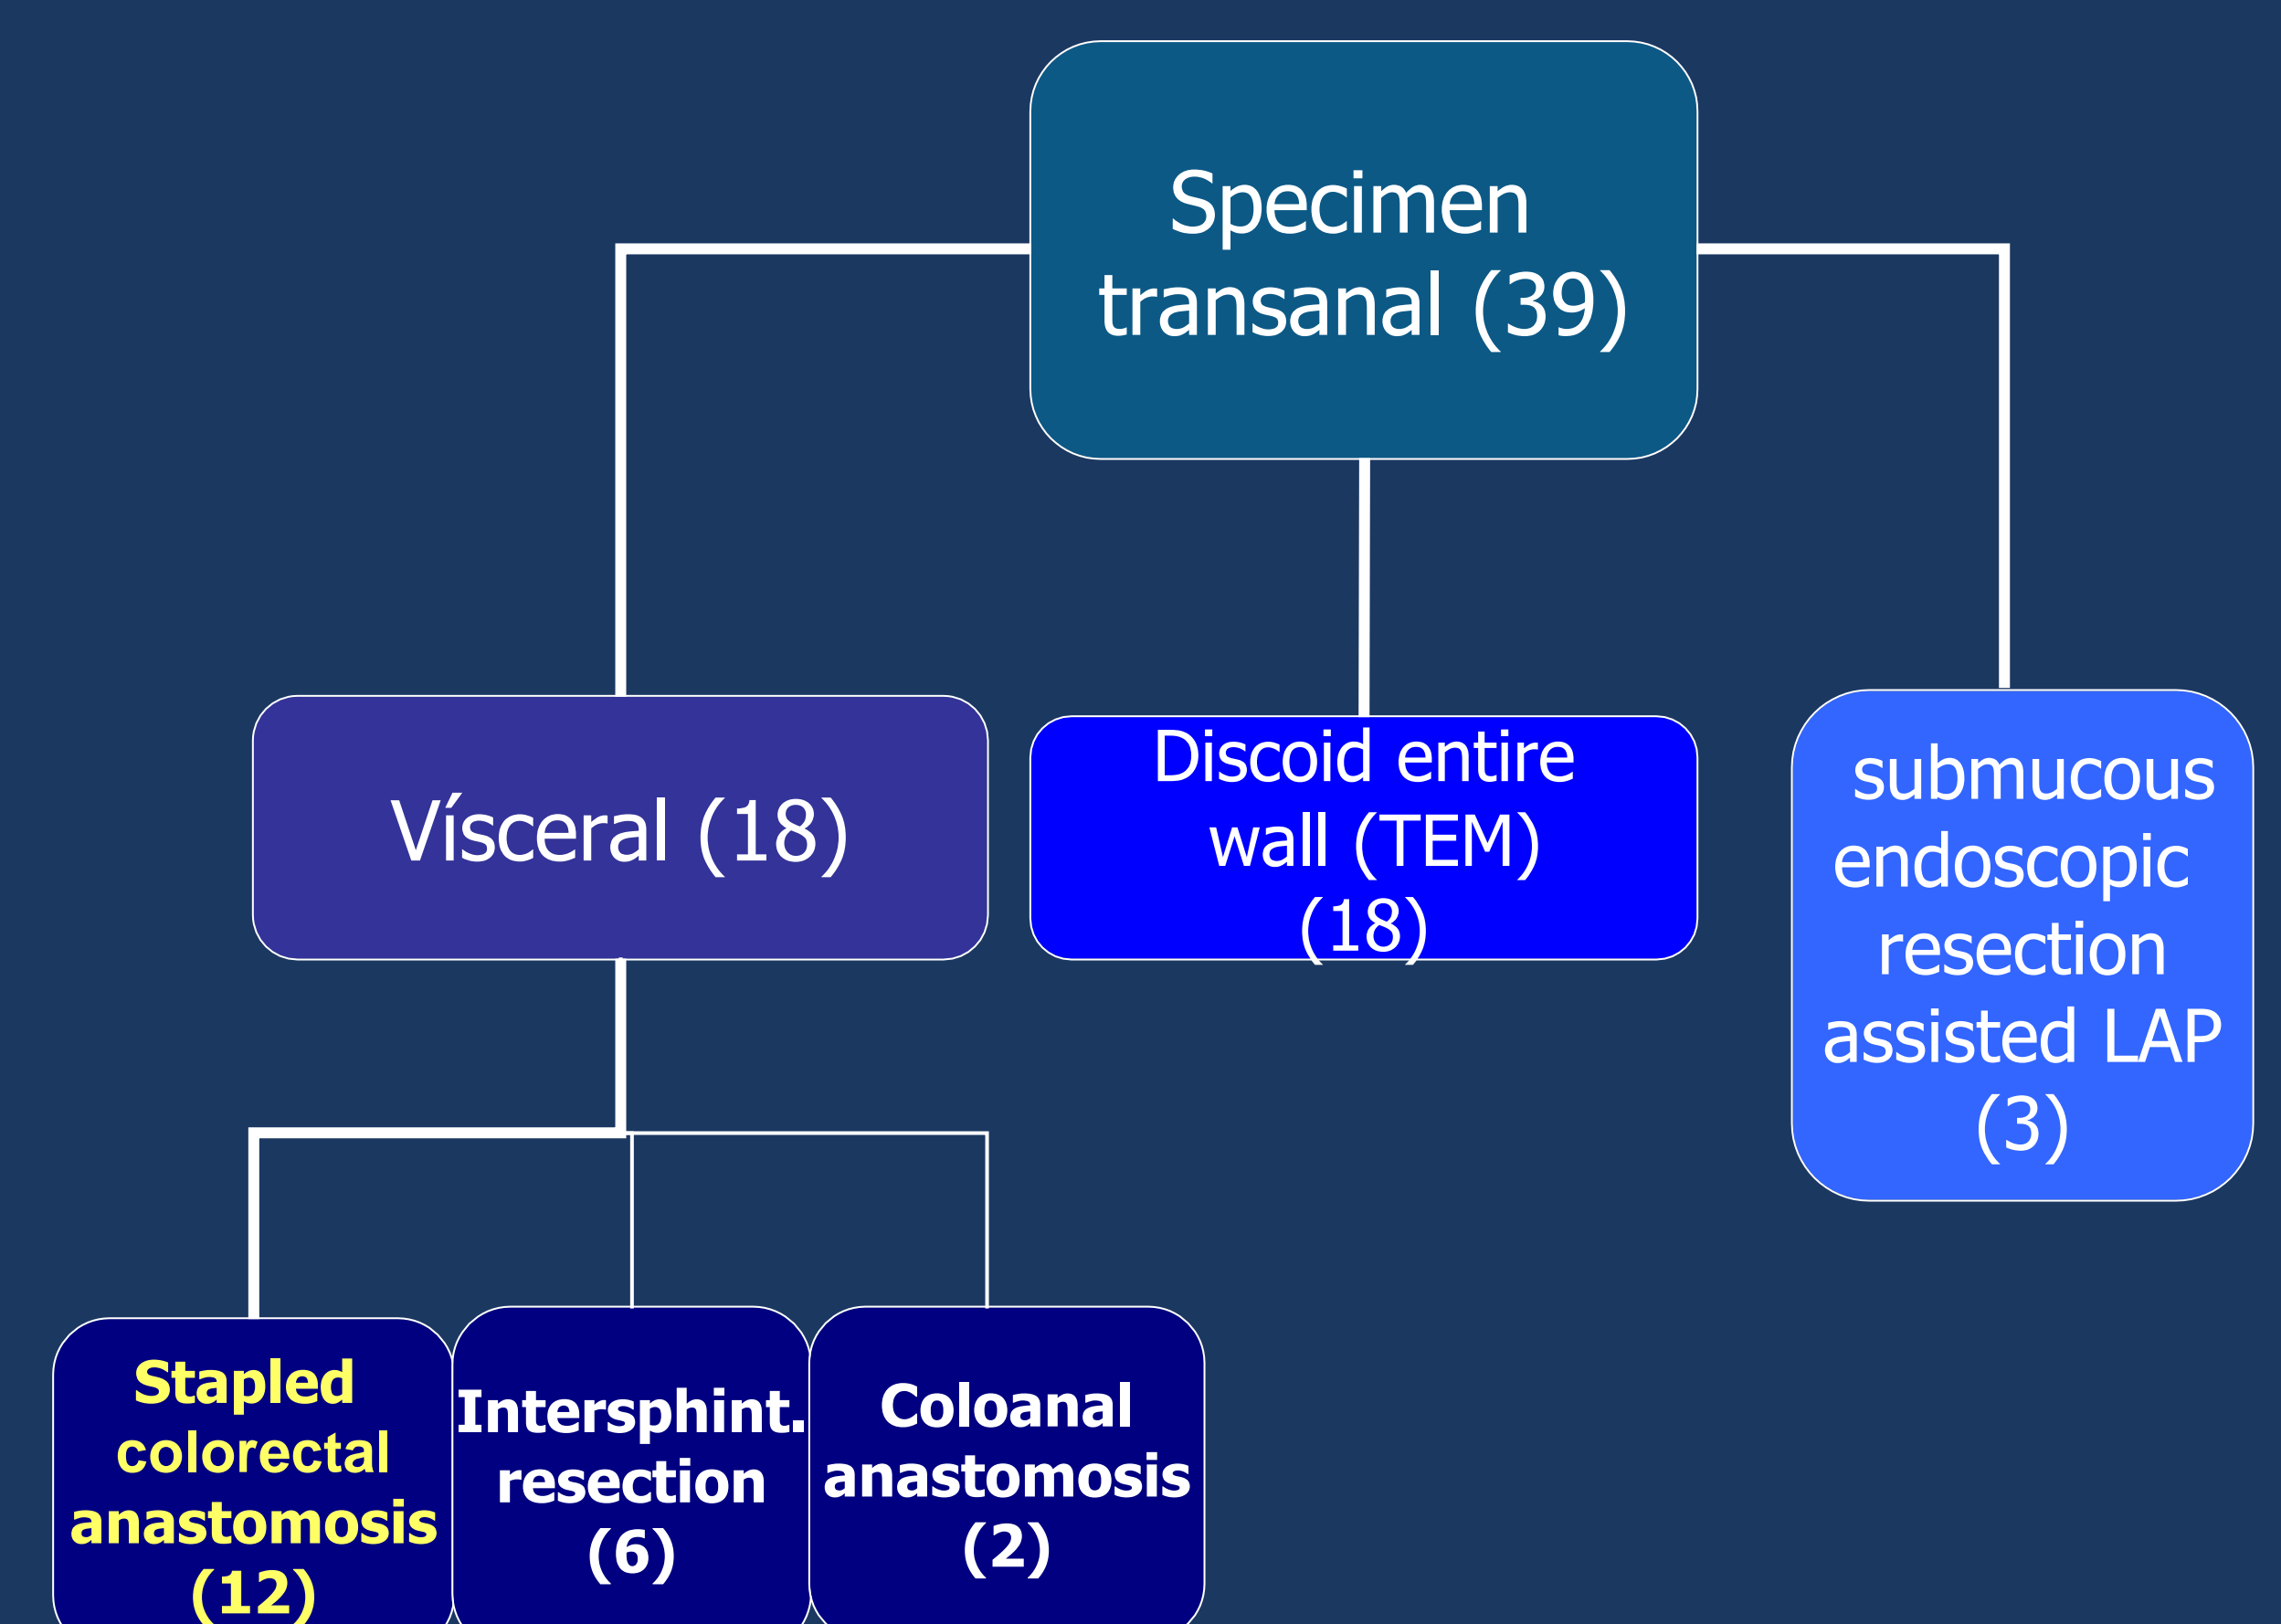 Specimen
transanal (39)
Vísceral (18)
Discoid entire
wall (TEM)
(18)
submucous
endoscopic
resection
assisted LAP
(3)
Stapled
colorectal
anastomosis
(12)
Intersphint.
resection
(6)
Coloanal
anastomosis
(2)